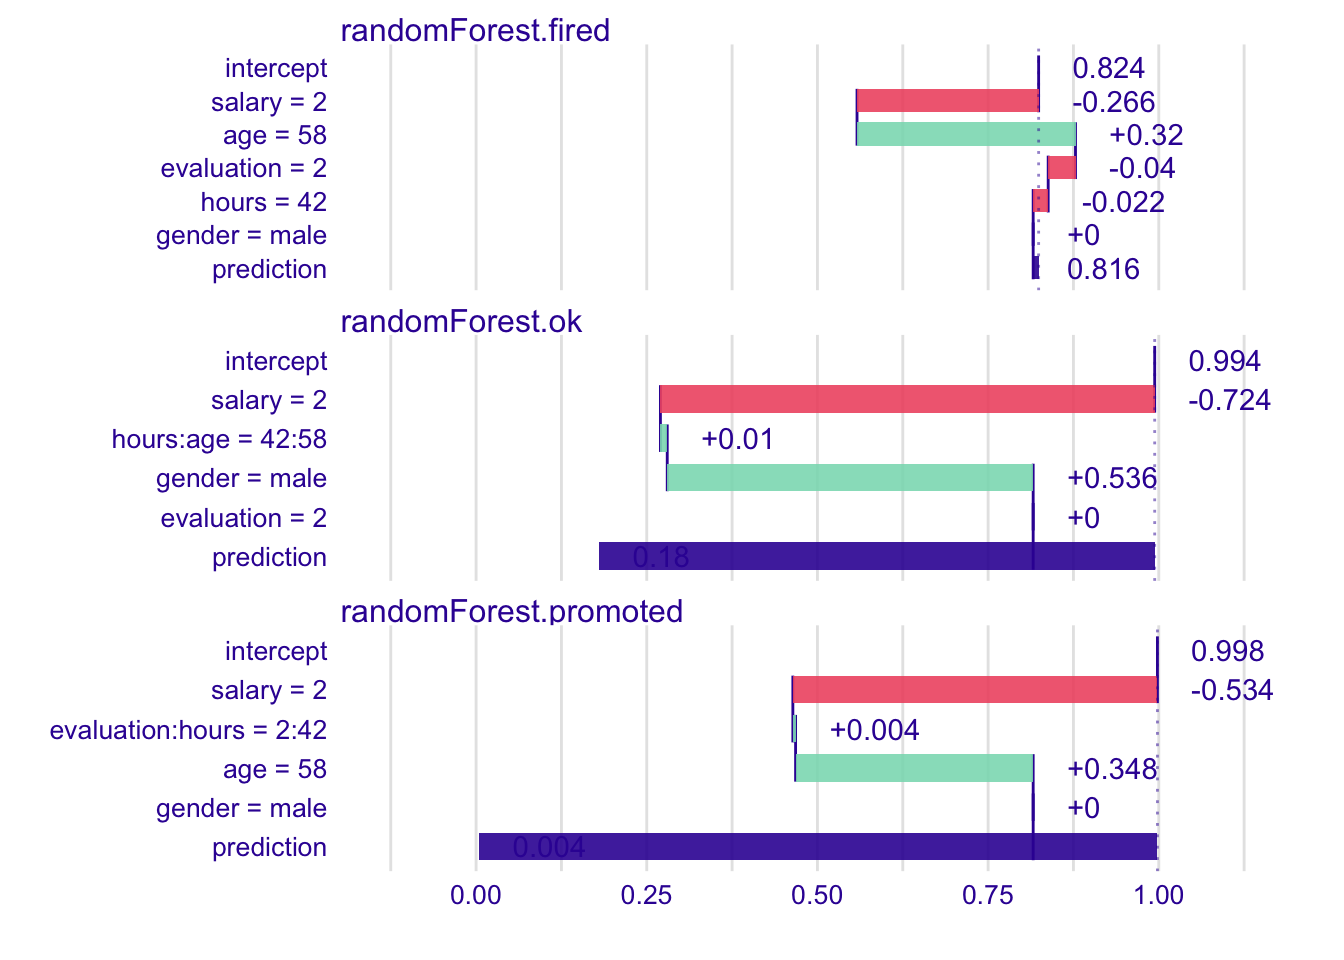 randomForest.fired
intercept 0.824
salary = 2 -0.266
age = 58 +0.32
evaluation = 2 -0.04
hours = 42 -0.022
gender = male +0
prediction 0.816
randomForest.ok
intercept 0.994
salary = 2 -0.724
hours:age = 42:58 +0.01
gender = male +0.536
evaluation = 2 +0
prediction 0.18
randomForest.promoted
intercept 0.998
salary = 2 -0.534
evaluation:hours = 2:42 +0.004
age = 58 +0.348
gender = male +0
prediction 0.004
0.00 0.25 0.50 0.75 1.00